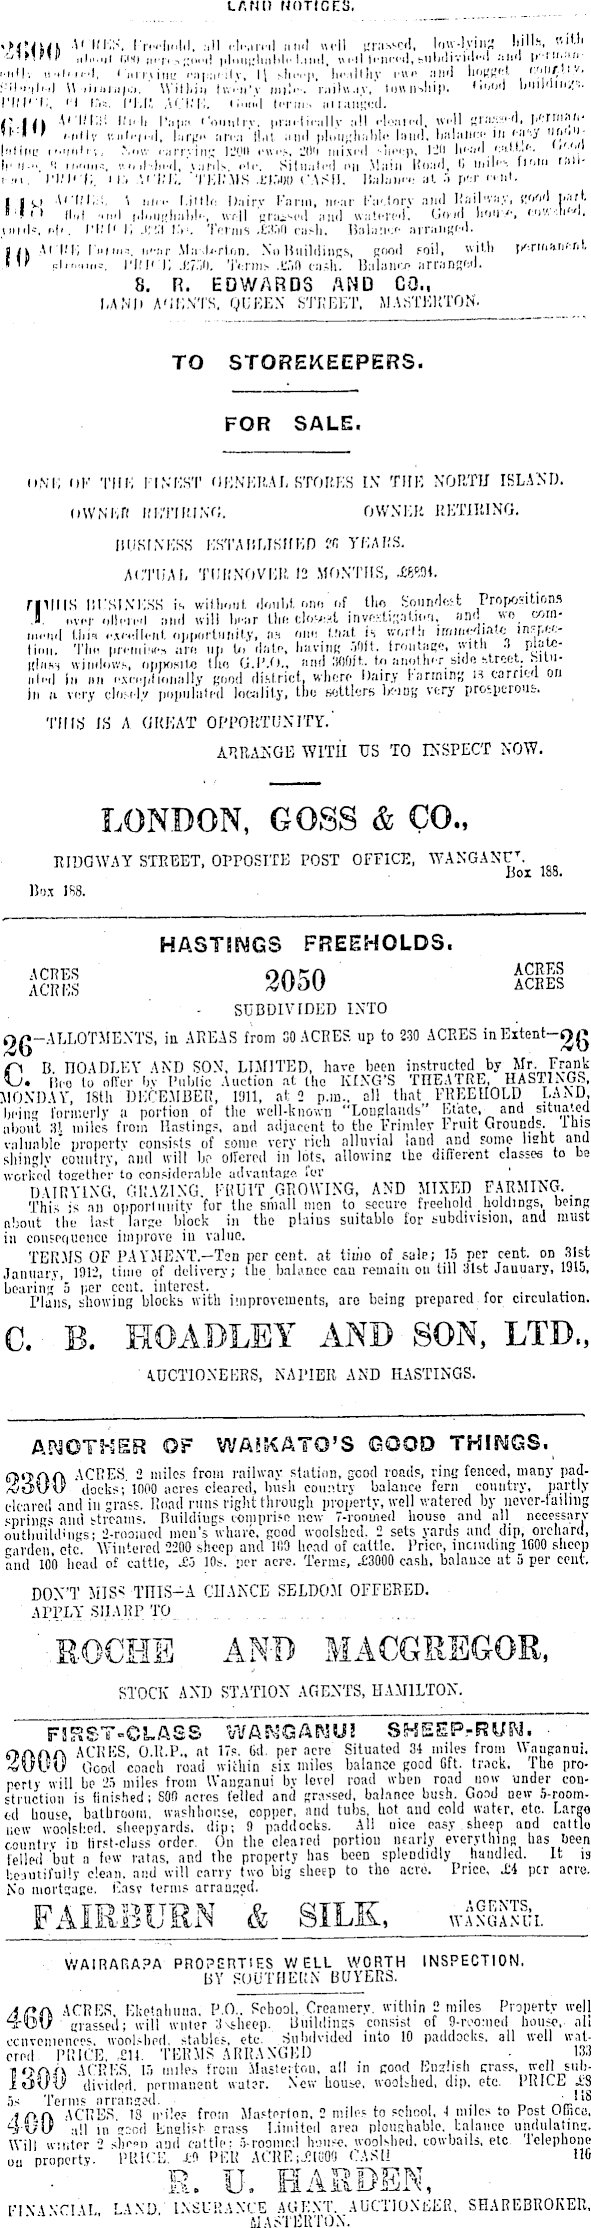 LAND NOTICES.
2600 ACRES, Freehold, all cleared and well grassed, low-lying hills, with
about 600 acres good ploughable land, well fenced, subdivided and perman-
ently watered. Carrying capacity, 1½ sheep, healthy ewe and hogget country.
Situated Wairarapa. Within twenty miles railway, township. Good buildings.
PRICE, £4 15s. PER ACRE. Good terms arranged.
640 ACRES Rich Papa Country, practically all cleared, well grassed, perman-
ently watered, large area flat and ploughable land, balance in easy undu-
lating country. Now carrying 1200 ewes, 200 mixed sheep, 120 head cattle. Good
house, 8 rooms, woolshed, yards, etc. Situated on Main Road, 6 miles from rail-
way. PRICE, £15 ACRE. TERMS £1500 CASH. Balance at 5 per cent.
118 ACRES. A nice Little Dairy Farm, near Factory and Railway, good part
flat and ploughable, well grassed and watered. Good house, cowshed,
yards, etc. PRICE £23 15s. Terms £350 cash. Balance arranged.
10 ACRE Farms, near Masterton. No Buildings, good soil, with permanent
streams. PRICE £750. Terms £50 cash. Balance arranged.
S. R. EDWARDS AND CO.,
LAND AGENTS, QUEEN STREET, MASTERTON.
TO STOREKEEPERS.
FOR SALE.
ONE OF THE FINEST GENERAL STORES IN THE NORTH ISLAND.
OWNER RETIRING. OWNER RETIRING.
BUSINESS ESTABLISHED 26 YEARS.
ACTUAL TURNOVER 12 MONTHS, £8894.
THIS BUSINESS is without doubt one of the Soundest Propositions
ever offered and will bear the closest investigation, and we com-
mend this excellent opportunity, as one that is worth immediate inspec-
tion. The premises are up to date, having 50ft. frontage, with 3 plate-
glass windows, opposite the G.P.O., and 300ft. to another side street. Situ-
ated in an exceptionally good district, where Dairy Farming is carried on
in a very closely populated locality, the settlers being very prosperous.
THIS IS A GREAT OPPORTUNITY.
ARRANGE WITH US TO INSPECT NOW.
LONDON, GOSS & CO.,
RIDGWAY STREET, OPPOSITE POST OFFICE, WANGANUI.
Box 188.
Box 188.
HASTINGS FREEHOLDS.
ACRES 2050 ACRES
ACRES ACRES
SUBDIVIDED INTO
26—ALLOTMENTS, in AREAS from 30 ACRES up to 230 ACRES in Extent—26
C. B. HOADLEY AND SON, LIMITED, have been instructed by Mr. Frank
Bee to offer by Public Auction at the KING'S THEATRE, HASTINGS,
MONDAY, 18th DECEMBER, 1911, at 2 p.m., all that FREEHOLD LAND,
being formerly a portion of the well-known "Longlands" Etate, and situated
about 3½ miles from Hastings, and adjacent to the Frimley Fruit Grounds. This
valuable property consists of some very rich alluvial land and some light and
shingly country, and will be offered in lots, allowing the different classes to be
worked together to considerable advantage for
DAIRYING, GRAZING, FRUIT GROWING, AND MIXED FARMING.
This is an opportunity for the small men to secure freehold holdings, being
about the last large block in the plains suitable for subdivision, and must
in consequence improve in value.
TERMS OF PAYMENT.—Ten per cent. at time of sale; 15 per cent. on 31st
January, 1912, time of delivery; the balance can remain on till 31st January, 1915,
bearing 5 per cent. interest.
Plans, showing blocks with improvements, are being prepared for circulation.
C. B. HOADLEY AND SON, LTD.,
AUCTIONEERS, NAPIER AND HASTINGS.
ANOTHER OF WAIKATO'S GOOD THINGS.
2300 ACRES, 2 miles from railway station, good roads, ring fenced, many pad-
docks; 1000 acres cleared, bush country balance fern country, partly
cleared and in grass. Road runs right through property, well watered by never-failing
springs and streams. Buildings comprise new 7-roomed house and all necessary
outbuildings; 2-roomed men's whare, good woolshed. 2 sets yards and dip, orchard,
garden, etc. Wintered 2200 sheep and 100 head of cattle. Price, including 1600 sheep
and 100 head of cattle, £5 10s. per acre. Terms, £3000 cash, balance at 5 per cent.
DON'T MISS THIS—A CHANCE SELDOM OFFERED.
APPLY SHARP TO
ROCHE AND MACGREGOR,
STOCK AND STATION AGENTS, HAMILTON.
FIRST-CLASS WANGANUI SHEEP-RUN.
2000 ACRES, O.R.P., at 17s. 6d. per acre Situated 34 miles from Wanganui.
Good coach road within six miles balance good 6ft. track. The pro-
perty will be 25 miles from Wanganui by level road when road now under con-
struction is finished; 800 acres felled and grassed, balance bush. Good new 5-room-
ed house, bathroom, washhouse, copper, and tubs, hot and cold water, etc. Large
new woolshed, sheepyards, dip; 9 paddocks. All nice easy sheep and cattle
country in first-class order. On the cleared portion nearly everything has been
felled but a few ratas, and the property has been splendidly handled. It is
beautifully clean, and will carry two big sheep to the acre. Price, £4 per acre.
No mortgage. Easy terms arranged.
FAIRBURN & SILK, AGENTS,
WANGANUI.
WAIRARAPA PROPERTIES WELL WORTH INSPECTION.
BY SOUTHERN BUYERS.
460 ACRES, Eketahuna, P.O., School, Creamery, within 2 miles Property well
grassed; will winter 3 sheep. Buildings consist of 9-roomed house, all
conveniences, woolshed, stables, etc. Subdvided into 10 paddocks, all well wat-
ered PRICE, £14. TERMS ARRANGED 133
1300 ACRES, 15 miles from Masterton, all in good English grass, well sub-
divided, permanent water. New house, woolshed, dip, etc. PRICE £8
5s Terms arranged. 118
400 ACRES, 18 miles from Masterton, 2 miles to school, 4 miles to Post Office,
all in good English grass Limited area ploughable, balance undulating.
Will winter 2 sheep and cattle; 5-roomed house, woolshed, cowbails, etc Telephone
on property. PRICE, £9 PER ACRE; £1000 CASH 116
R. U. HARDEN,
FINANCIAL, LAND, INSURANCE AGENT, AUCTIONEER, SHAREBROKER,
MASTERTON.